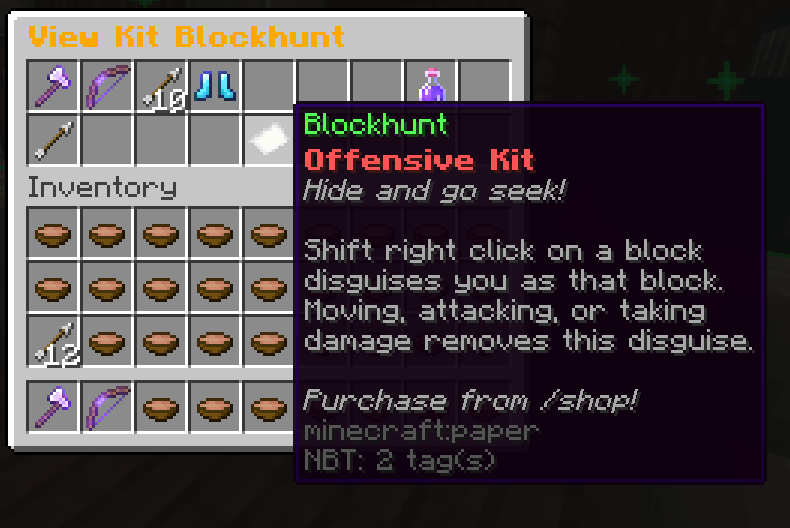 View Kit Blockhunt
10
Blockhunt
Offensive Kit
Hide and go seek!
Inventory
Shift right click on a block
disguises you as that block.
Moving, attacking, or taking
damage removes this disguise.
12
Purchase from /shop!
minecraft:paper
NBT: 2 tag(s)